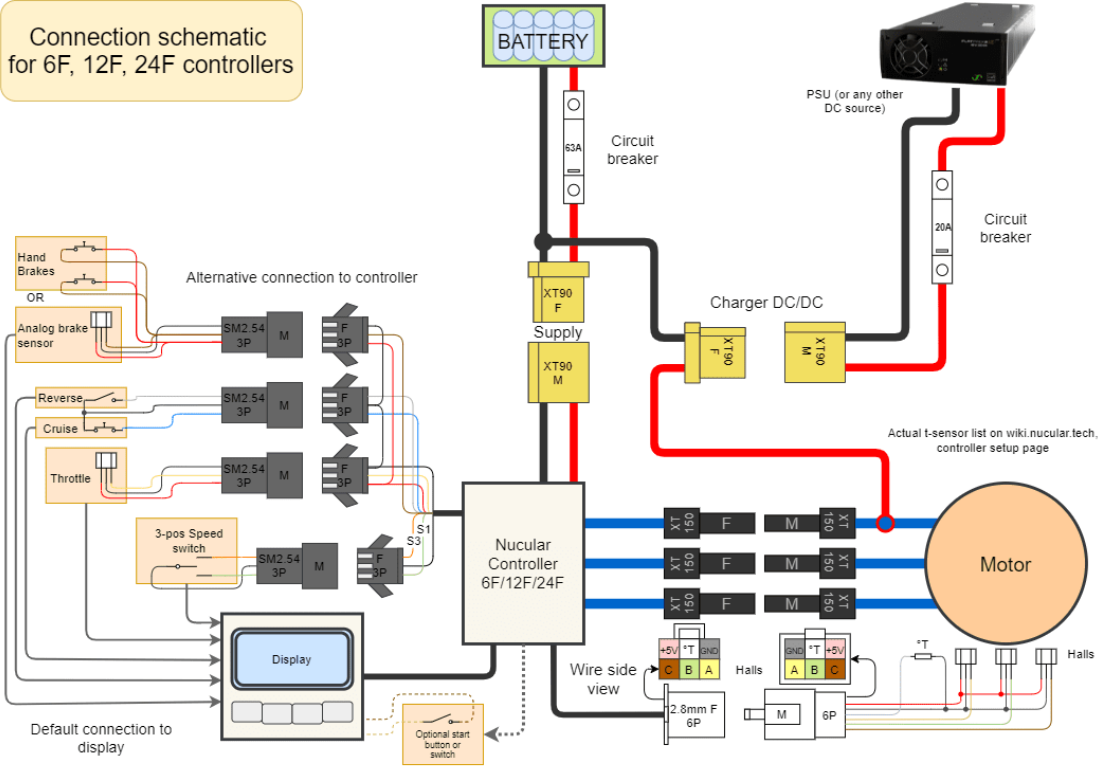 Connection schematic
for 6F, 12F, 24F controllers
BATTERY
PSU (or any other
DC source)
63A
Circuit
breaker
20A
Circuit
breaker
Hand
Brakes
OR
Analog brake
sensor
Alternative connection to controller
SM2.54
3P
M
F
3P
XT90
F
Supply
XT90
M
Charger DC/DC
XT90
F
XT90
M
Reverse
Cruise
SM2.54
3P
M
F
3P
Actual t-sensor list on wiki.nucular.tech,
controller setup page
Throttle
SM2.54
3P
M
F
3P
S1
S3
3-pos Speed
switch
SM2.54
3P
M
F
3P
Nucular
Controller
6F/12F/24F
XT
150
F
M
XT
150
XT
150
F
M
XT
150
XT
150
F
M
XT
150
Motor
Display
Default connection to
display
Optional start
button or
switch
Wire side
view
+5V
°T
GND
C
B
A
Halls
GND
°T
+5V
A
B
C
°T
Halls
2.8mm F
6P
M
6P